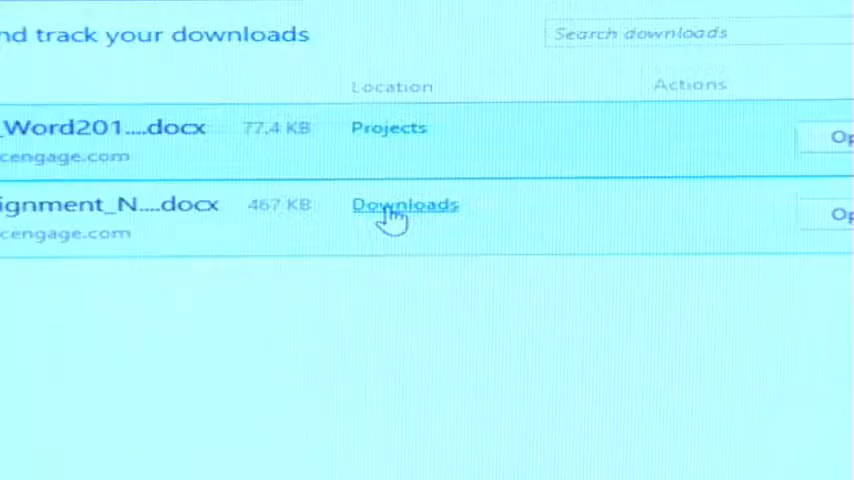 nd track your downloads
Search downloads
Location
Actions
_Word201....docx
77.4 KB
Projects
Op
cengage.com
ignment_N....docx
467 KB
Downloads
Op
cengage.com